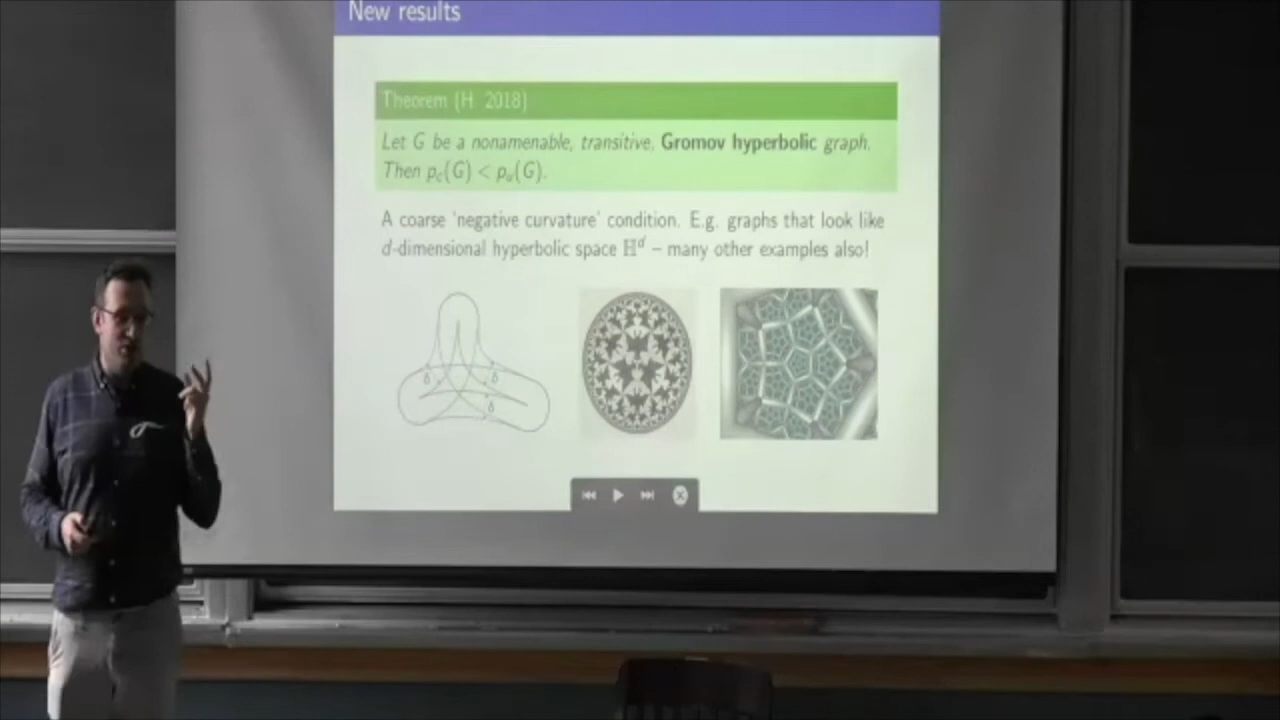 New results
Theorem (H 2018)
Let G be a nonamenable, transitive, Gromov hyperbolic graph.
Then p_c(G) < p_u(G).
A coarse 'negative curvature' condition. E.g. graphs that look like
d-dimensional hyperbolic space ℍ^d – many other examples also!
δ δ
δ